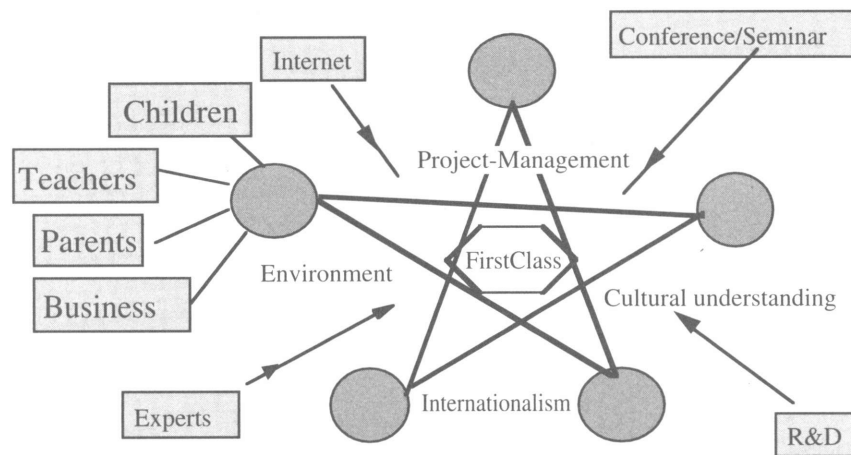 Conference/Seminar
Internet
Children
Project-Management
Teachers
Parents
FirstClass
Environment
Business
Cultural understanding
Experts
Internationalism
R&D